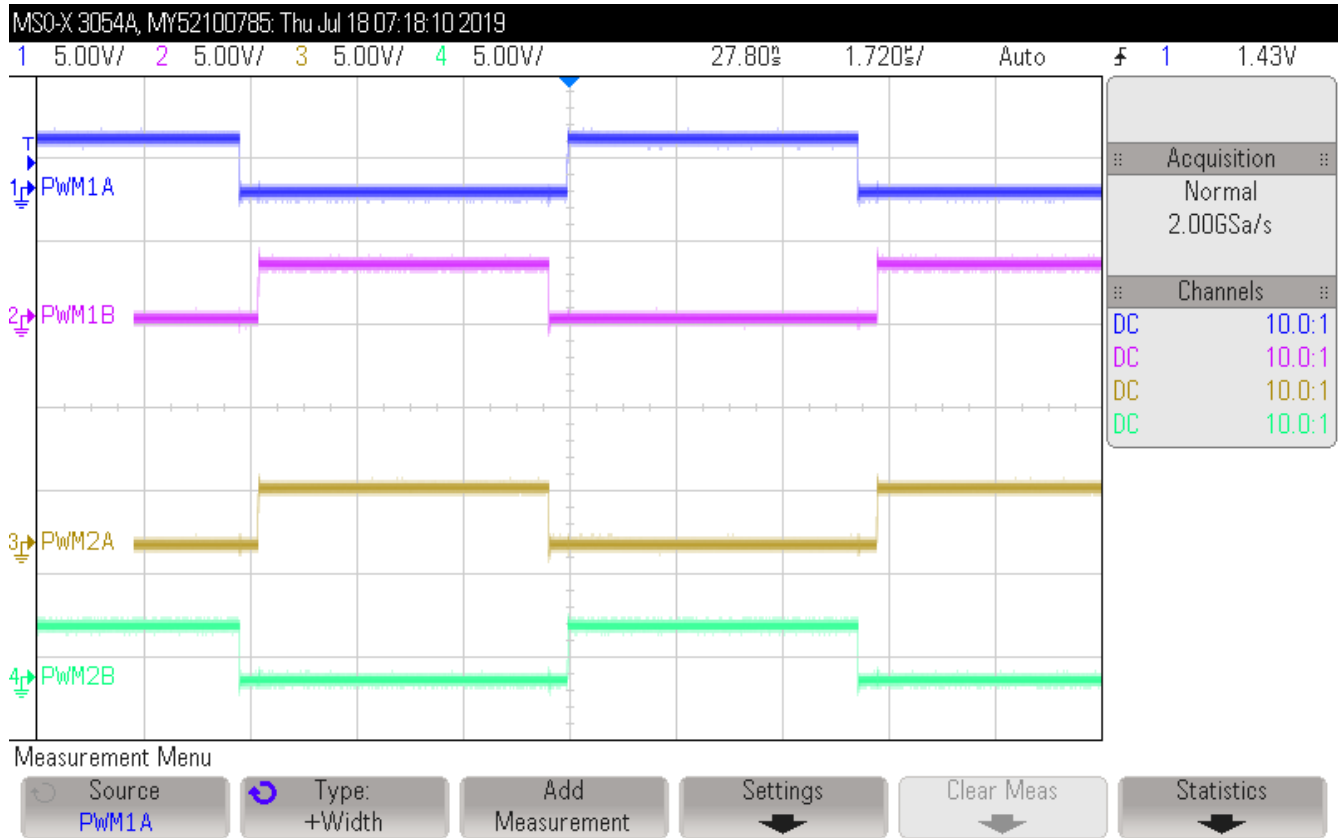 MSO-X 3054A, MY52100785: Thu Jul 18 07:18:10 2019
1 5.00V/ 2 5.00V/ 3 5.00V/ 4 5.00V/ 27.80ns 1.720us/ Auto 1 1.43V
T
1 PWM1A
2 PWM1B
3 PWM2A
4 PWM2B
Acquisition
Normal
2.00GSa/s
Channels
DC 10.0:1
DC 10.0:1
DC 10.0:1
DC 10.0:1
Measurement Menu
Source
PWM1A
Type:
+Width
Add
Measurement
Settings
Clear Meas
Statistics